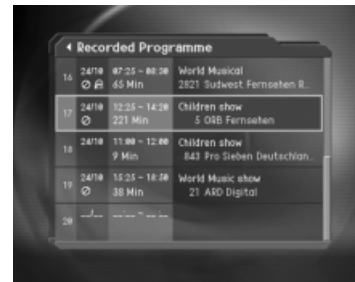 Recorded Programme
16 24/10 07:25 ~ 08:30 World Musical
65 Min 2821 Sudwest Fernsehen R..
17 24/10 12:25 ~ 14:20 Children show
221 Min 5 ORB Fernsehen
18 24/10 11:00 ~ 12:00 Children show
9 Min 843 Pro Sieben Deutschlan..
19 24/10 15:25 ~ 18:50 World Music show
38 Min 21 ARD Digital
20 --/-- --:-- ~ --:--